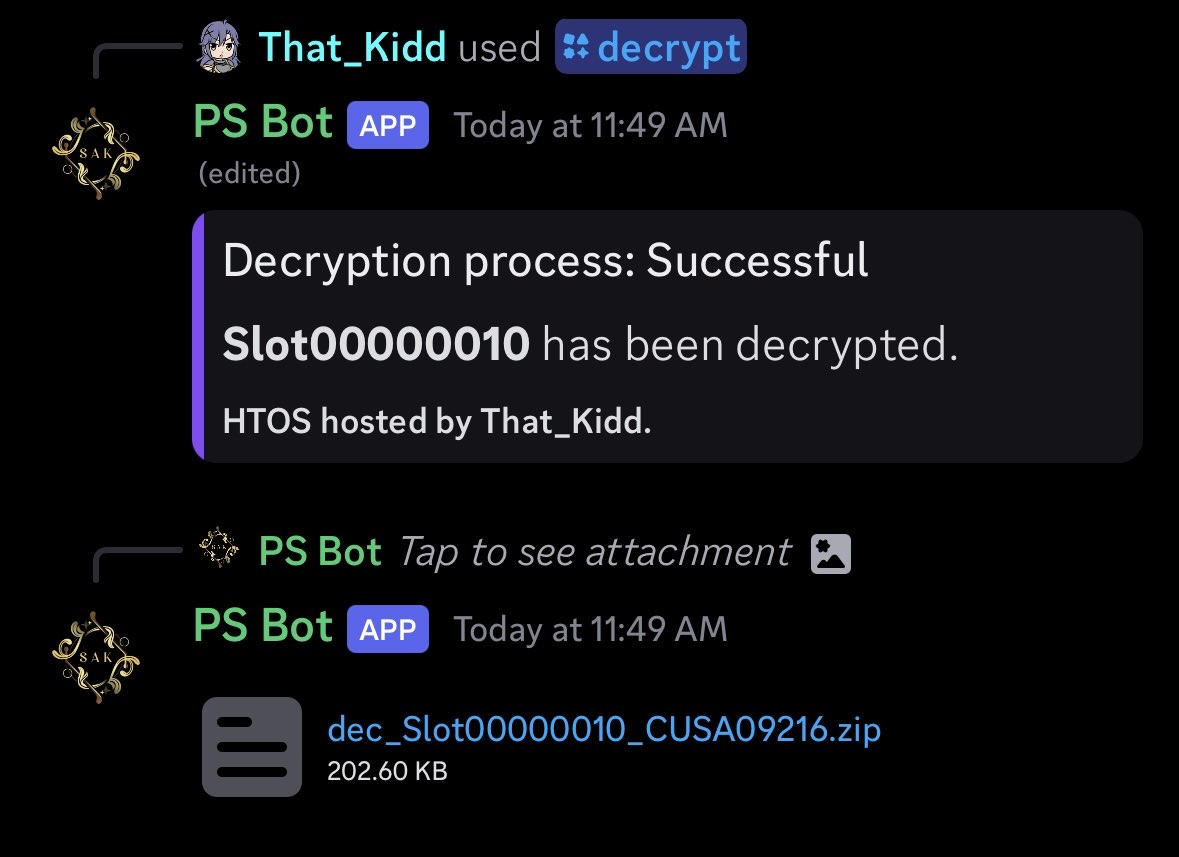 That_Kidd used decrypt
PS Bot APP Today at 11:49 AM
SAK
(edited)
Decryption process: Successful
Slot00000010 has been decrypted.
HTOS hosted by That_Kidd.
PS Bot Tap to see attachment
PS Bot APP Today at 11:49 AM
SAK
dec_Slot00000010_CUSA09216.zip
202.60 KB